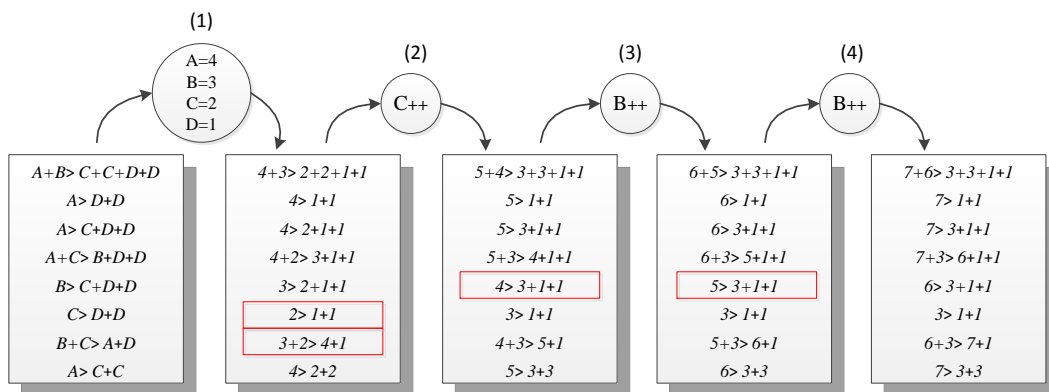 (1)
A=4
B=3
C=2
D=1
(2)
C++
(3)
B++
(4)
B++
A+B> C+C+D+D
A> D+D
A> C+D+D
A+C> B+D+D
B> C+D+D
C> D+D
B+C> A+D
A> C+C
4+3> 2+2+1+1
4> 1+1
4> 2+1+1
4+2> 3+1+1
3> 2+1+1
2> 1+1
3+2> 4+1
4> 2+2
5+4> 3+3+1+1
5> 1+1
5> 3+1+1
5+3> 4+1+1
4> 3+1+1
3> 1+1
4+3> 5+1
5> 3+3
6+5> 3+3+1+1
6> 1+1
6> 3+1+1
6+3> 5+1+1
5> 3+1+1
3> 1+1
5+3> 6+1
6> 3+3
7+6> 3+3+1+1
7> 1+1
7> 3+1+1
7+3> 6+1+1
6> 3+1+1
3> 1+1
6+3> 7+1
7> 3+3